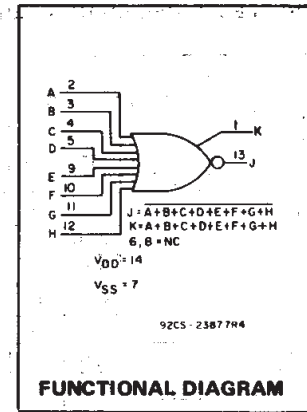 A 2
B 3
C 4
D 5
E 9
F 10
G 11
H 12
1 K
13 J
J = A+B+C+D+E+F+G+H
K=A+B+C+D+E+F+G+H
6, 8 = NC
VDD = 14
VSS = 7
92CS-23877R4
FUNCTIONAL DIAGRAM